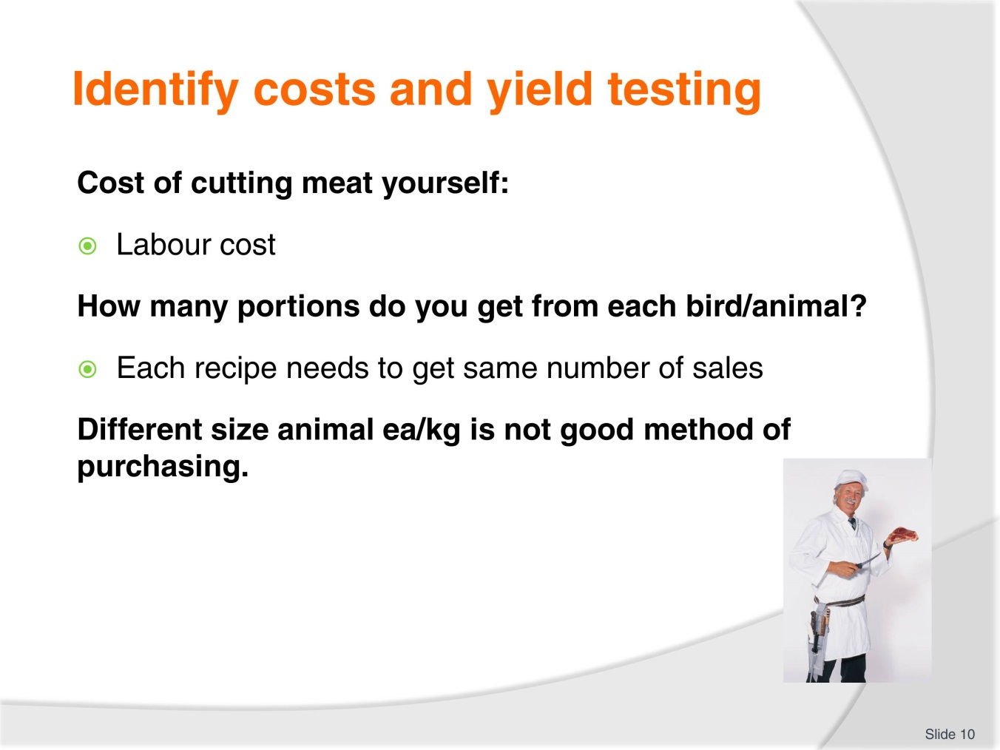 Identify costs and yield testing
Cost of cutting meat yourself:
Labour cost
How many portions do you get from each bird/animal?
Each recipe needs to get same number of sales
Different size animal ea/kg is not good method of
purchasing.
Slide 10